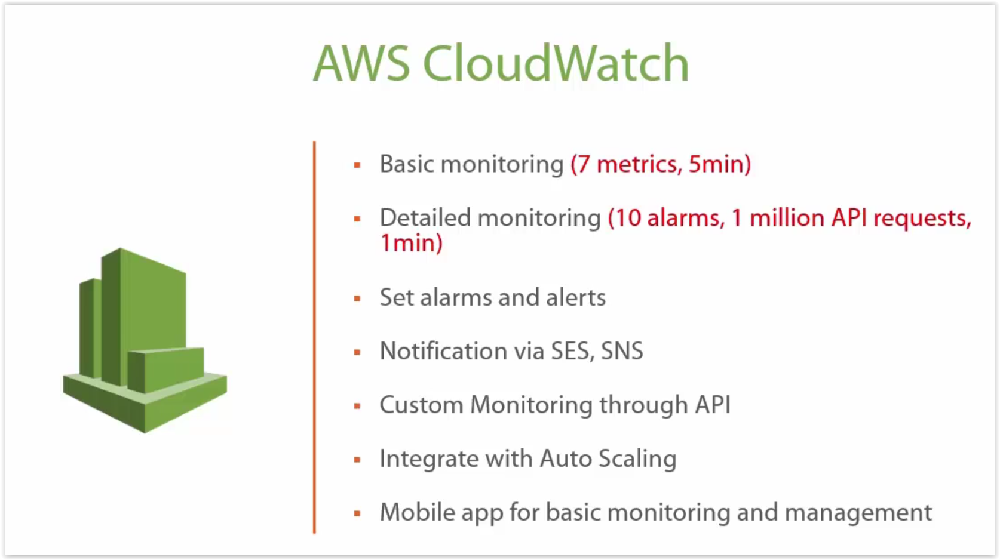 AWS CloudWatch
Basic monitoring (7 metrics, 5min)
Detailed monitoring (10 alarms, 1 million API requests,
1min)
Set alarms and alerts
Notification via SES, SNS
Custom Monitoring through API
Integrate with Auto Scaling
Mobile app for basic monitoring and management